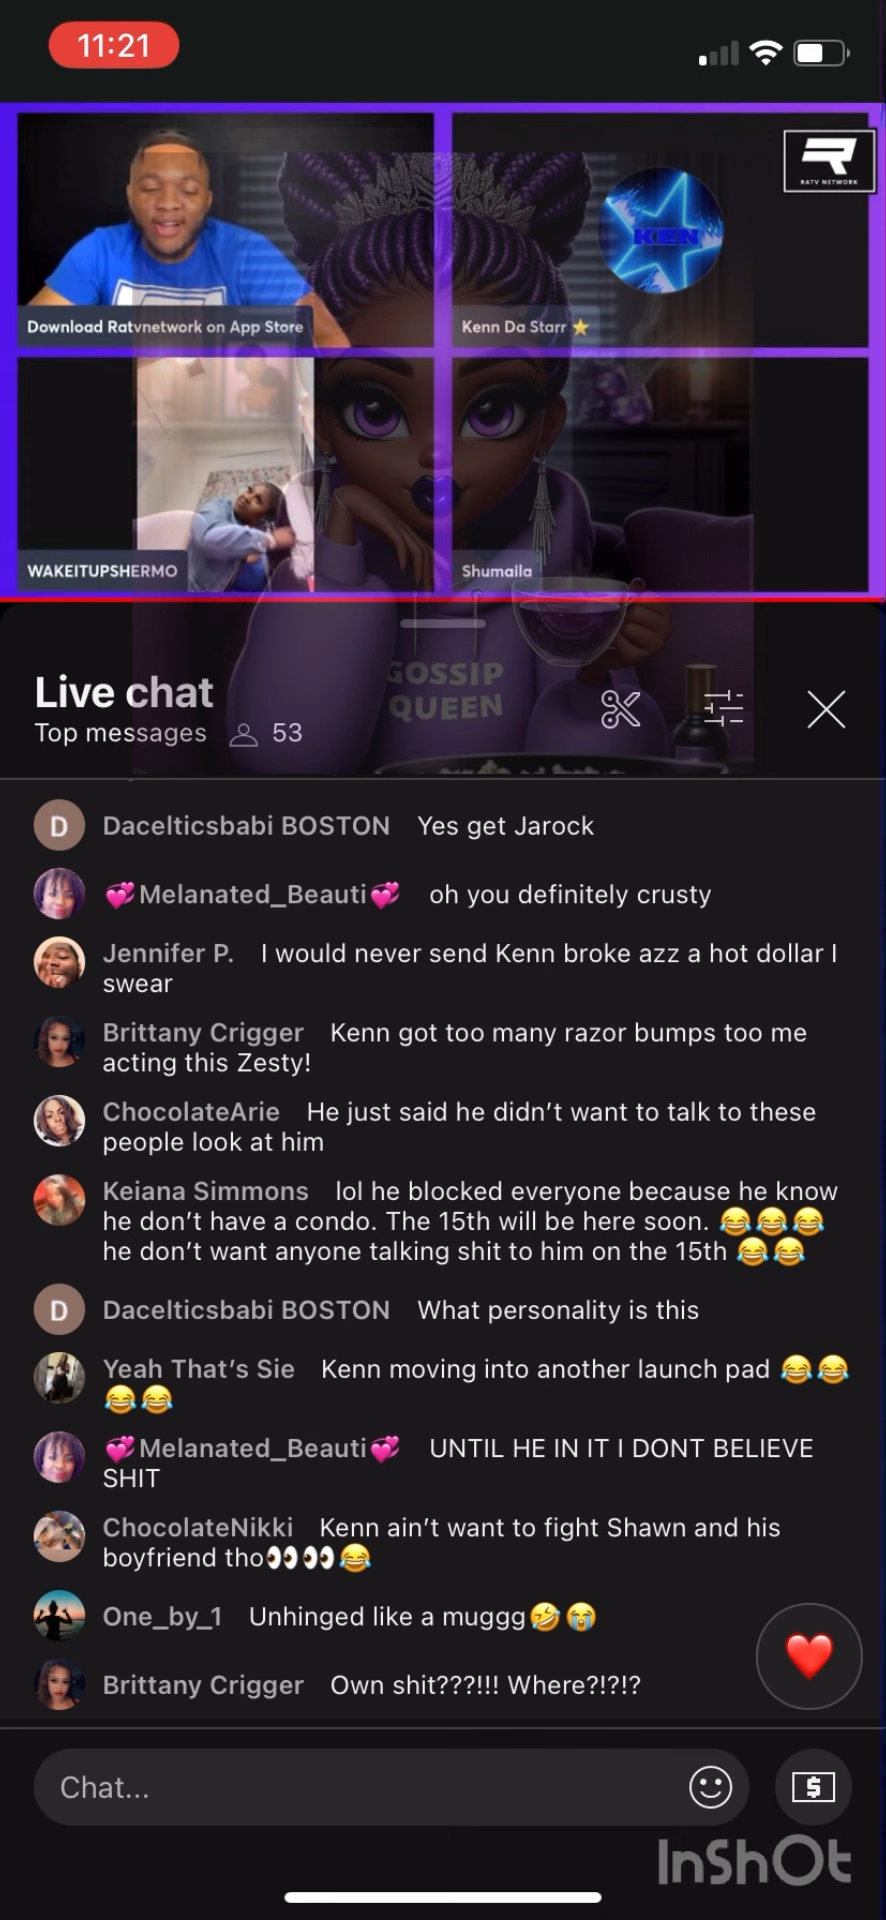 11:21
RATV NETWORK
KEN
Download Ratvnetwork on App Store
Kenn Da Starr ⭐
WAKEITUPSHERMO
Shumaila
GOSSIP
QUEEN
Live chat
Top messages 53
D Dacelticsbabi BOSTON Yes get Jarock
💞Melanated_Beauti💞 oh you definitely crusty
Jennifer P. I would never send Kenn broke azz a hot dollar I
swear
Brittany Crigger Kenn got too many razor bumps too me
acting this Zesty!
ChocolateArie He just said he didn't want to talk to these
people look at him
Keiana Simmons lol he blocked everyone because he know
he don't have a condo. The 15th will be here soon. 😂😂😂
he don't want anyone talking shit to him on the 15th 😂😂
D Dacelticsbabi BOSTON What personality is this
Yeah That's Sie Kenn moving into another launch pad 😂😂
😂😂
💞Melanated_Beauti💞 UNTIL HE IN IT I DONT BELIEVE
SHIT
ChocolateNikki Kenn ain't want to fight Shawn and his
boyfriend tho👀👀😂
One_by_1 Unhinged like a muggg🤣😭
Brittany Crigger Own shit???!!! Where?!?!?
Chat...
InShOt